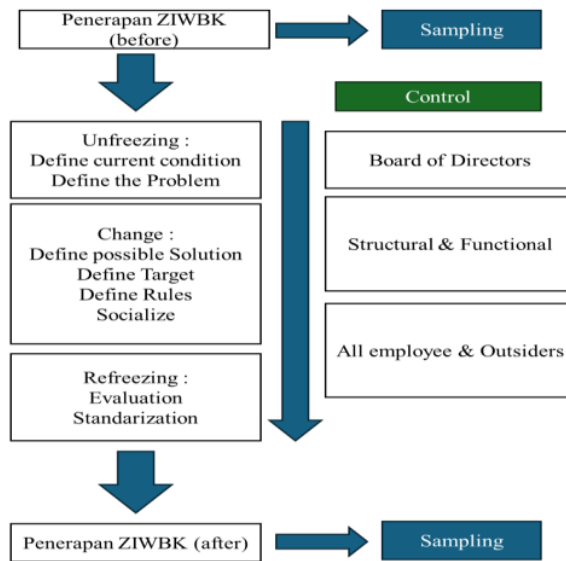 Penerapan ZIWBK
(before)
Sampling
Control
Unfreezing :
Define current condition
Define the Problem
Board of Directors
Change :
Define possible Solution
Define Target
Define Rules
Socialize
Structural & Functional
All employee & Outsiders
Refreezing :
Evaluation
Standarization
Penerapan ZIWBK (after)
Sampling